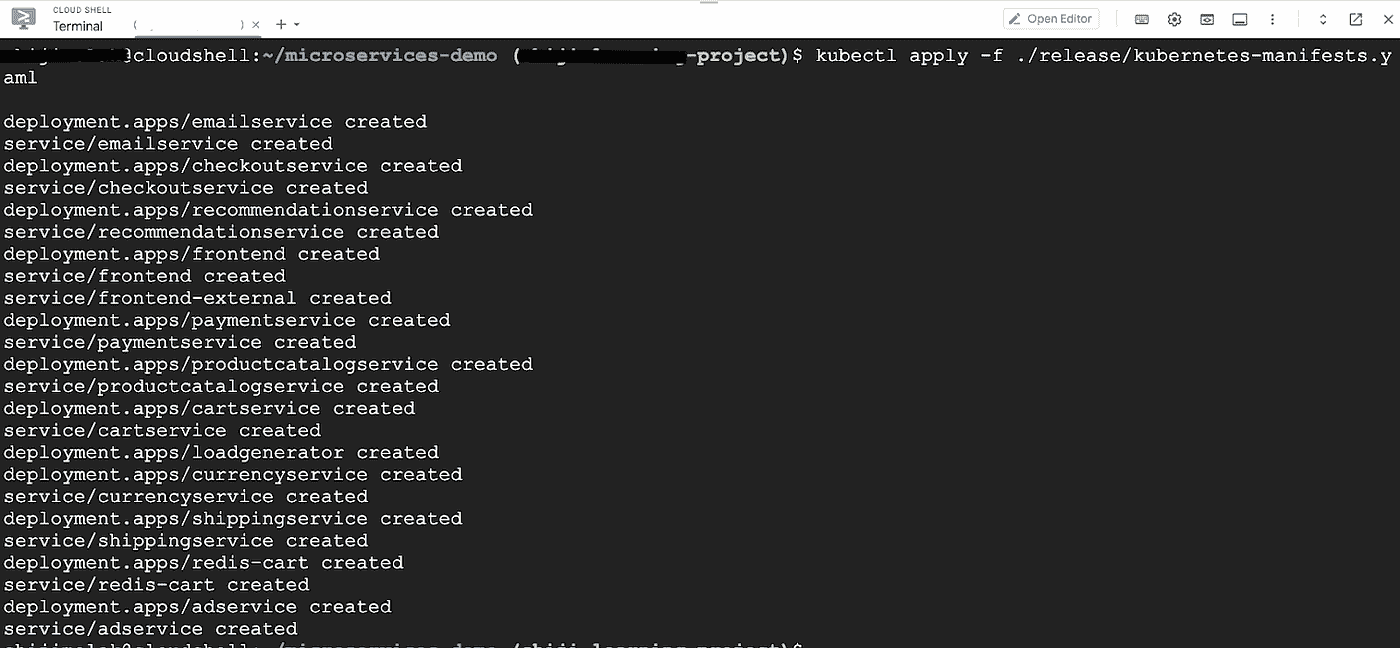 CLOUD SHELL
Terminal
( ) × +
Open Editor
@cloudshell:~/microservices-demo ( -project)$ kubectl apply -f ./release/kubernetes-manifests.y
aml
deployment.apps/emailservice created
service/emailservice created
deployment.apps/checkoutservice created
service/checkoutservice created
deployment.apps/recommendationservice created
service/recommendationservice created
deployment.apps/frontend created
service/frontend created
service/frontend-external created
deployment.apps/paymentservice created
service/paymentservice created
deployment.apps/productcatalogservice created
service/productcatalogservice created
deployment.apps/cartservice created
service/cartservice created
deployment.apps/loadgenerator created
deployment.apps/currencyservice created
service/currencyservice created
deployment.apps/shippingservice created
service/shippingservice created
deployment.apps/redis-cart created
service/redis-cart created
deployment.apps/adservice created
service/adservice created